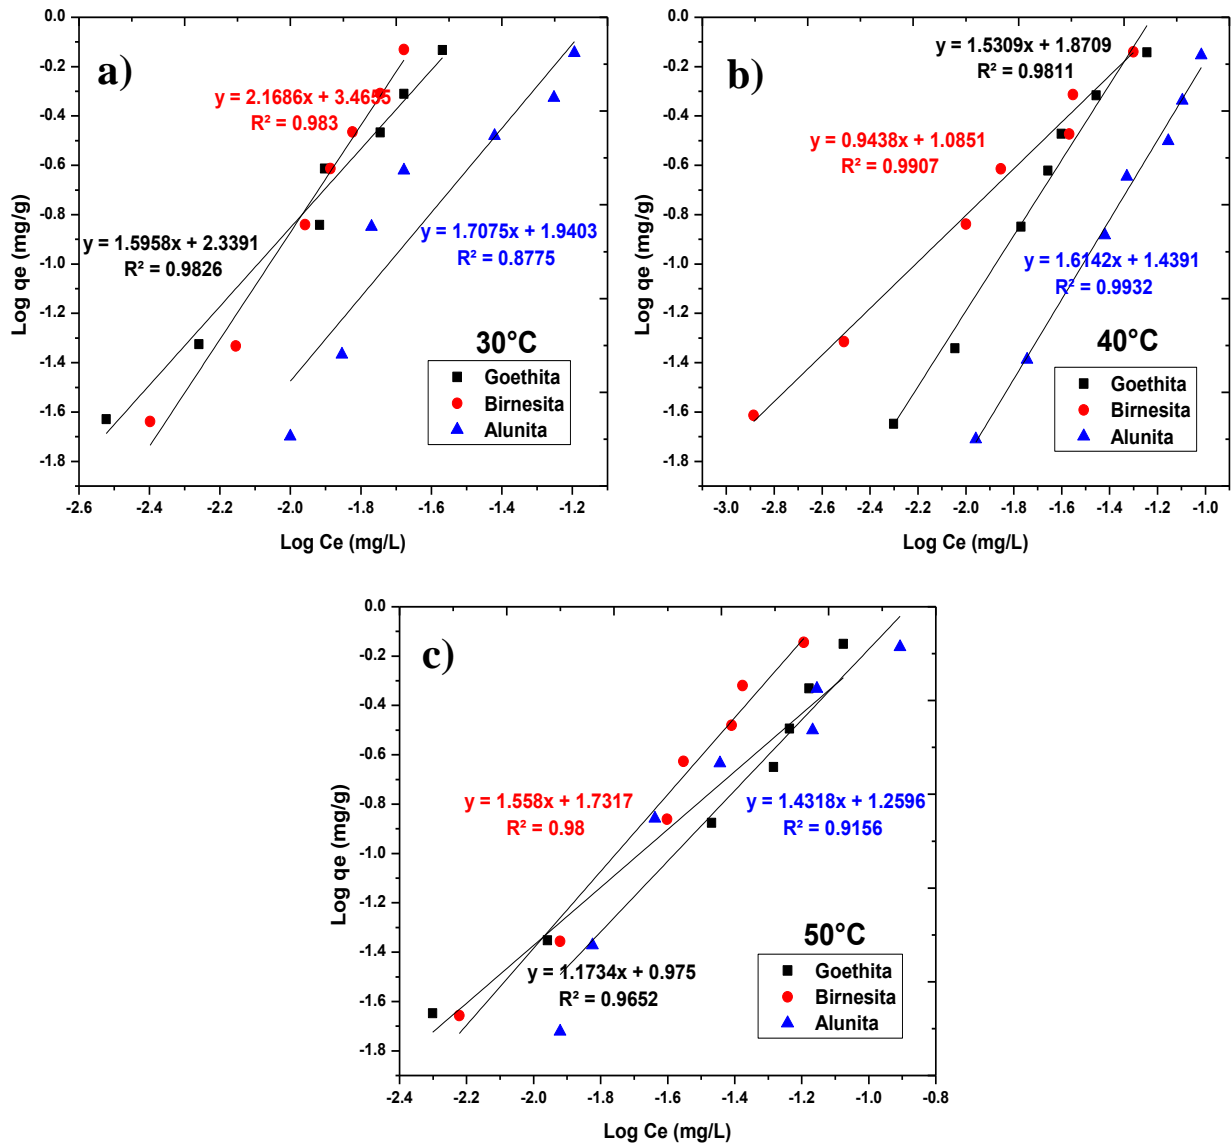 a)
y = 2.1686x + 3.4655
R² = 0.983
y = 1.5958x + 2.3391
R² = 0.9826
y = 1.7075x + 1.9403
R² = 0.8775
30°C
Goethita
Birnesita
Alunita
0.0
-0.2
-0.4
-0.6
-0.8
-1.0
-1.2
-1.4
-1.6
-1.8
Log qe (mg/g)
-2.6 -2.4 -2.2 -2.0 -1.8 -1.6 -1.4 -1.2
Log Ce (mg/L)
b)
y = 1.5309x + 1.8709
R² = 0.9811
y = 0.9438x + 1.0851
R² = 0.9907
y = 1.6142x + 1.4391
R² = 0.9932
40°C
Goethita
Birnesita
Alunita
0.0
-0.2
-0.4
-0.6
-0.8
-1.0
-1.2
-1.4
-1.6
-1.8
Log qe (mg/g)
-3.0 -2.8 -2.6 -2.4 -2.2 -2.0 -1.8 -1.6 -1.4 -1.2 -1.0
Log Ce (mg/L)
c)
y = 1.558x + 1.7317
R² = 0.98
y = 1.4318x + 1.2596
R² = 0.9156
y = 1.1734x + 0.975
R² = 0.9652
50°C
Goethita
Birnesita
Alunita
0.0
-0.2
-0.4
-0.6
-0.8
-1.0
-1.2
-1.4
-1.6
-1.8
Log qe (mg/g)
-2.4 -2.2 -2.0 -1.8 -1.6 -1.4 -1.2 -1.0 -0.8
Log Ce (mg/L)